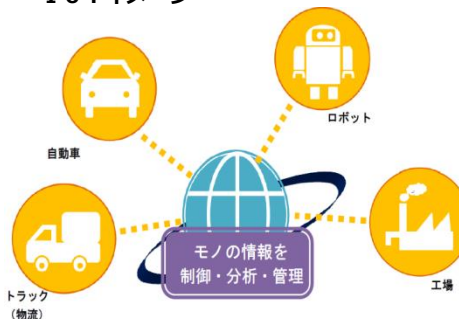 ロボット
自動車
モノの情報を
制御・分析・管理
工場
トラック
(物流)